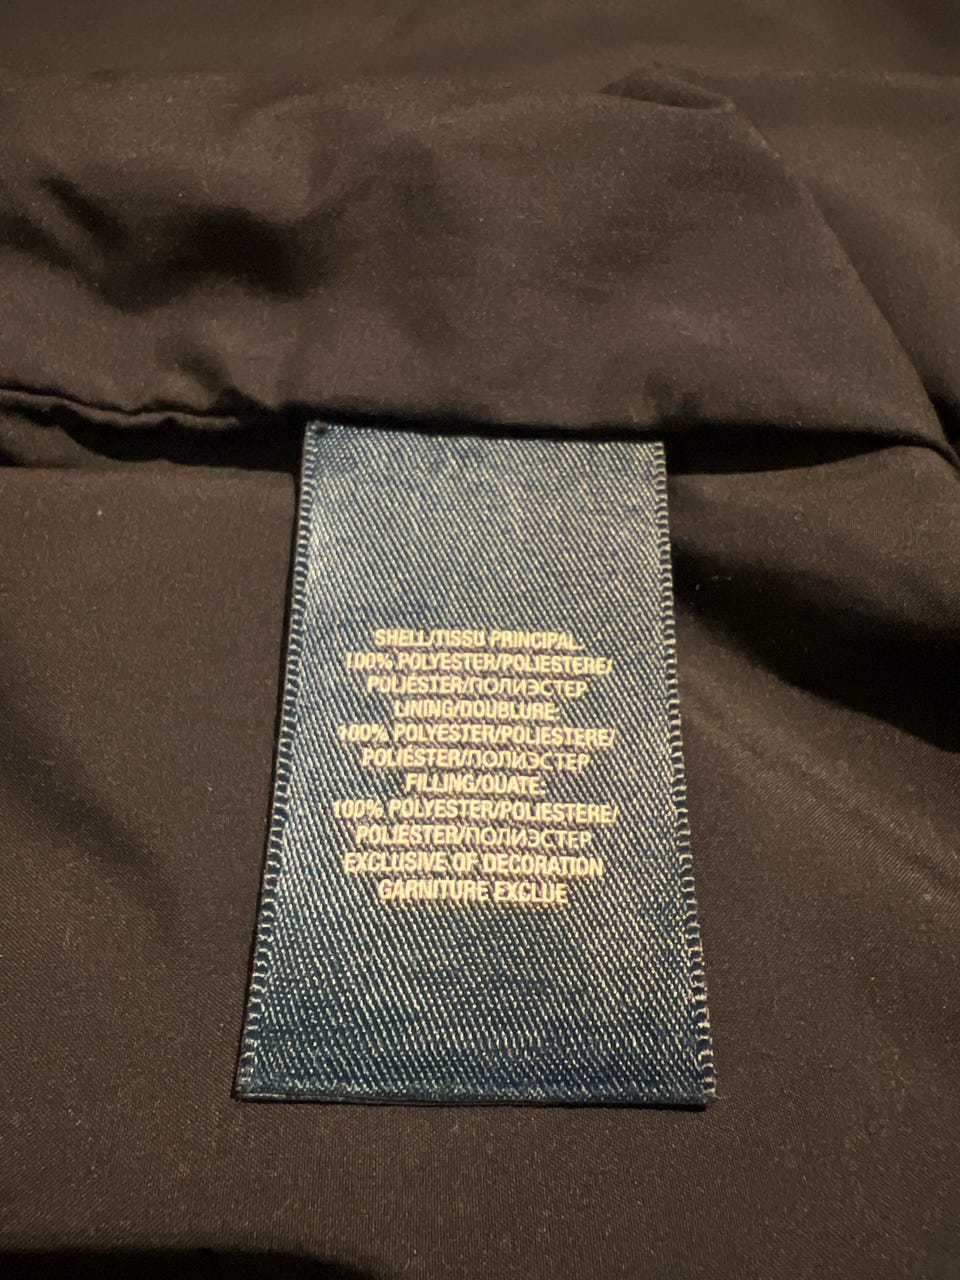 SHELL/TISSU PRINCIPAL:
100% POLYESTER/POLIESTERE/
POLIÉSTER/ПОЛИЭСТЕР
LINING/DOUBLURE:
100% POLYESTER/POLIESTERE/
POLIÉSTER/ПОЛИЭСТЕР
FILLING/OUATE:
100% POLYESTER/POLIESTERE/
POLIÉSTER/ПОЛИЭСТЕР
EXCLUSIVE OF DECORATION
GARNITURE EXCLUE